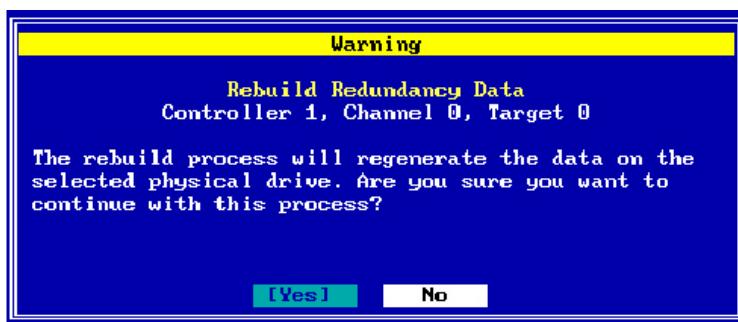 Warning
Rebuild Redundancy Data
Controller 1, Channel 0, Target 0
The rebuild process will regenerate the data on the
selected physical drive. Are you sure you want to
continue with this process?
[Yes] No